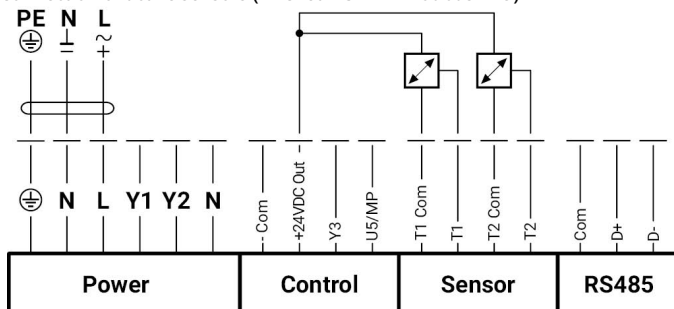 PE N L
N L Y1 Y2 N
- Com
+24VDC Out
Y3
U5/MP
T1 Com
T1
T2 Com
T2
Com
D+
D-
Power
Control
Sensor
RS485